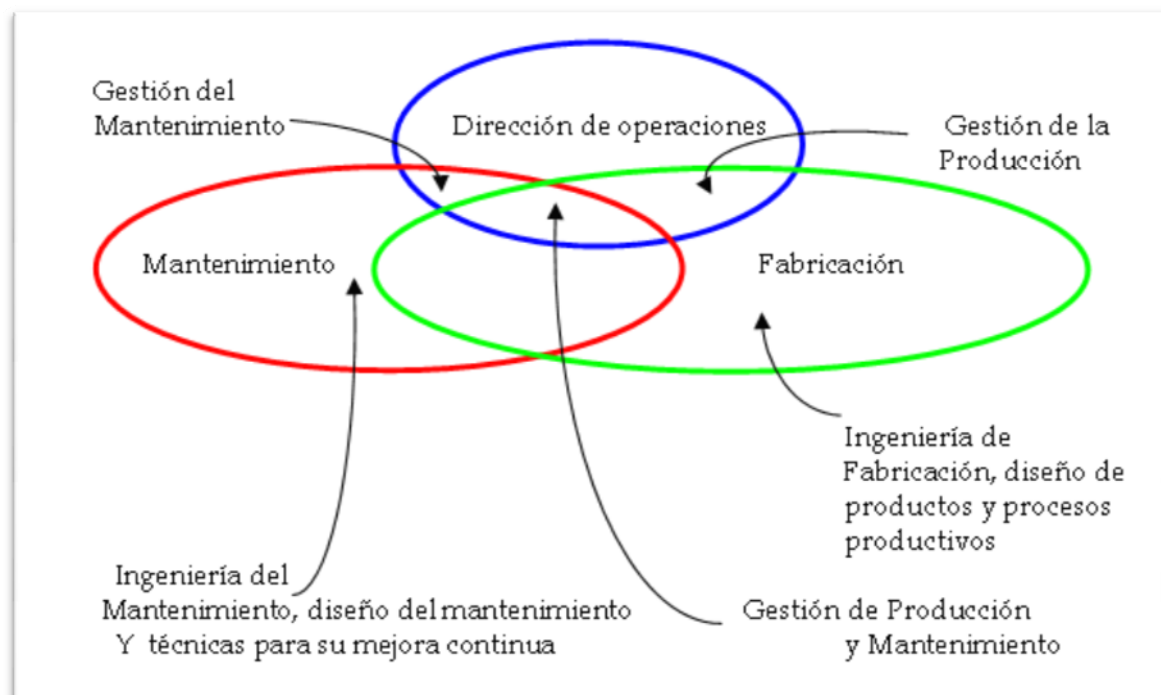 Gestión del
Mantenimiento
Dirección de operaciones
Gestión de la
Producción
Mantenimiento
Fabricación
Ingeniería de
Fabricación, diseño de
productos y procesos
productivos
Ingeniería del
Mantenimiento, diseño del mantenimiento
Y técnicas para su mejora continua
Gestión de Producción
y Mantenimiento